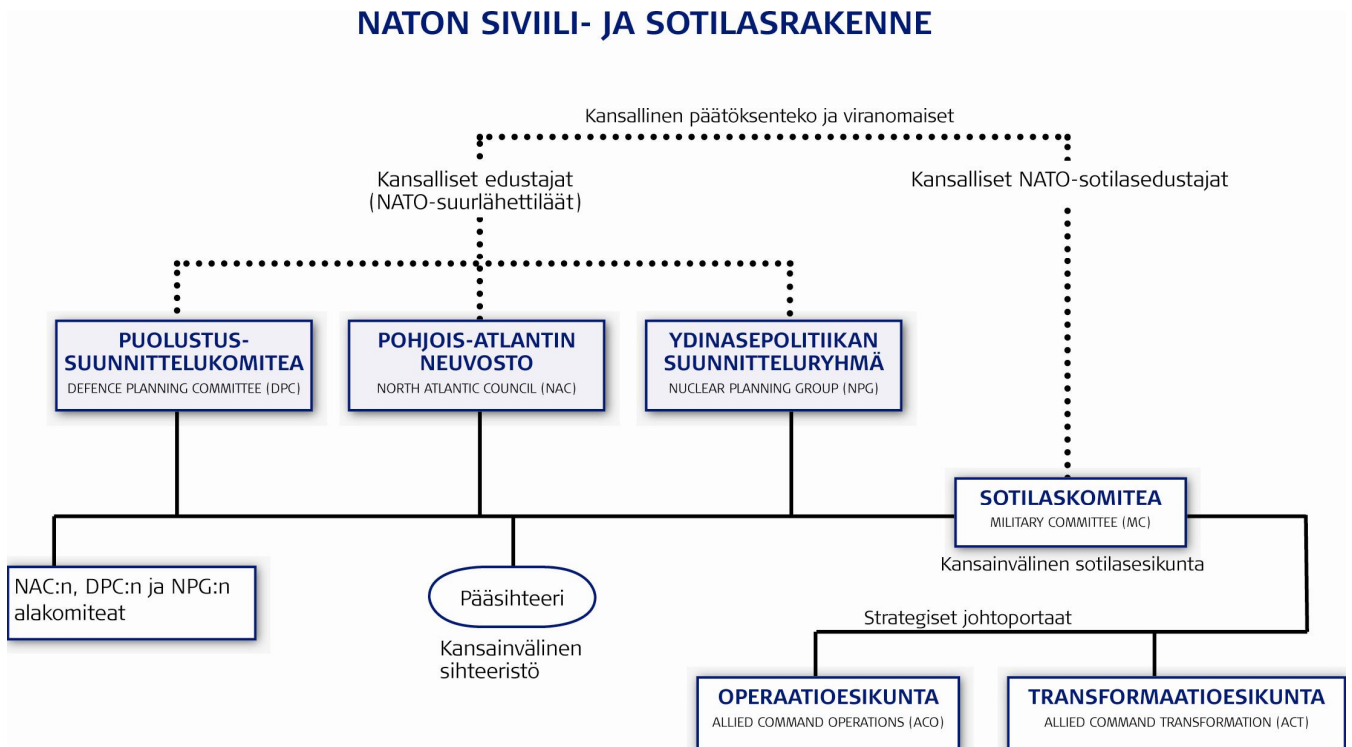 NATON SIVIILI- JA SOTILASRAKENNE
Kansallinen päätöksenteko ja viranomaiset
Kansalliset edustajat
(NATO-suurlähettiläät)
Kansalliset NATO-sotilasedustajat
PUOLUSTUS-
SUUNNITTELUKOMITEA
DEFENCE PLANNING COMMITTEE (DPC)
POHJOIS-ATLANTIN
NEUVOSTO
NORTH ATLANTIC COUNCIL (NAC)
YDINASEPOLITIIKAN
SUUNNITTELURYHMÄ
NUCLEAR PLANNING GROUP (NPG)
SOTILASKOMITEA
MILITARY COMMITTEE (MC)
Kansainvälinen sotilasesikunta
NAC:n, DPC:n ja NPG:n
alakomiteat
Pääsihteeri
Kansainvälinen
sihteeristö
Strategiset johtoportaat
OPERAATIOESIKUNTA
ALLIED COMMAND OPERATIONS (ACO)
TRANSFORMAATIOESIKUNTA
ALLIED COMMAND TRANSFORMATION (ACT)